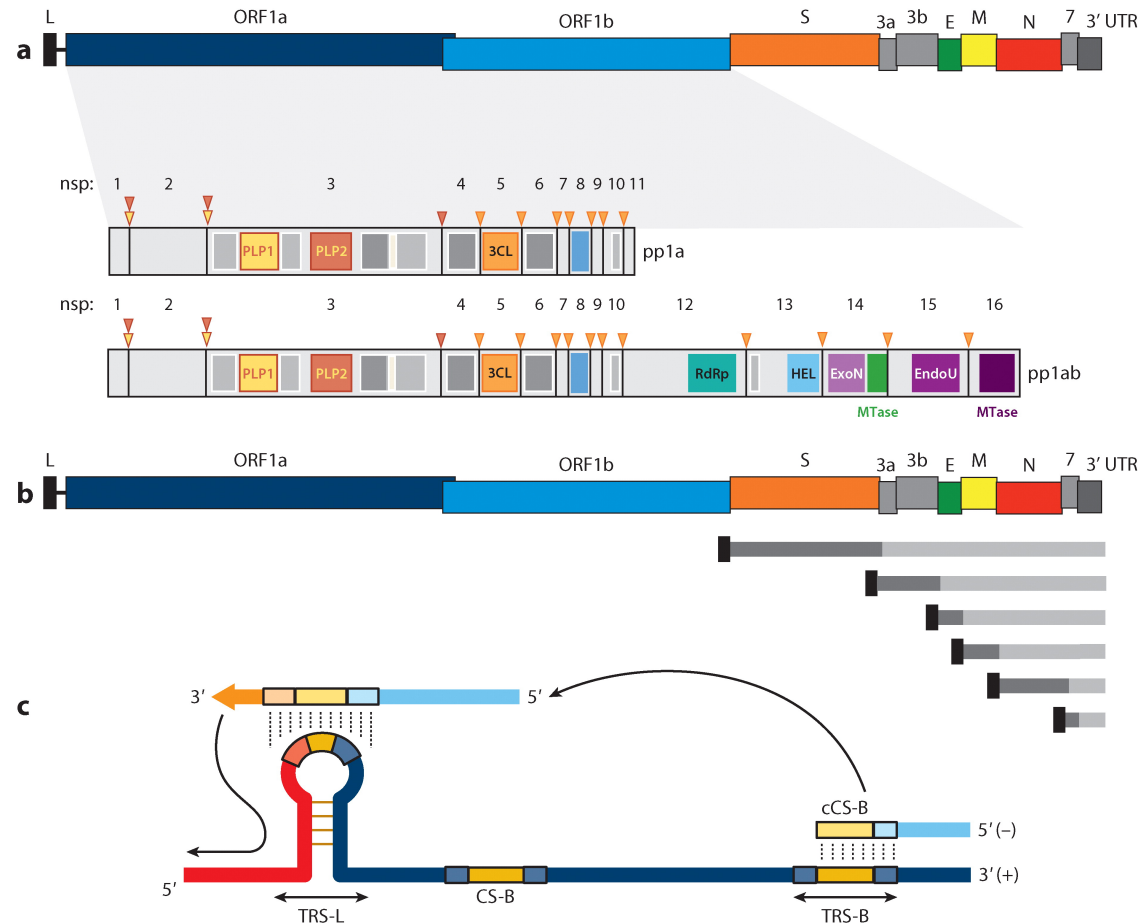 L ORF1a ORF1b S 3a 3b E M N 7 3′ UTR
a
nsp: 1 2 3 4 5 6 7 8 9 10 11
PLP1 PLP2 3CL pp1a
nsp: 1 2 3 4 5 6 7 8 9 10 12 13 14 15 16
PLP1 PLP2 3CL RdRp HEL ExoN EndoU pp1ab
MTase MTase
L ORF1a ORF1b S 3a 3b E M N 7 3′ UTR
b
c
3′ 5′
cCS-B
5′ (–)
5′ CS-B 3′ (+)
TRS-L TRS-B